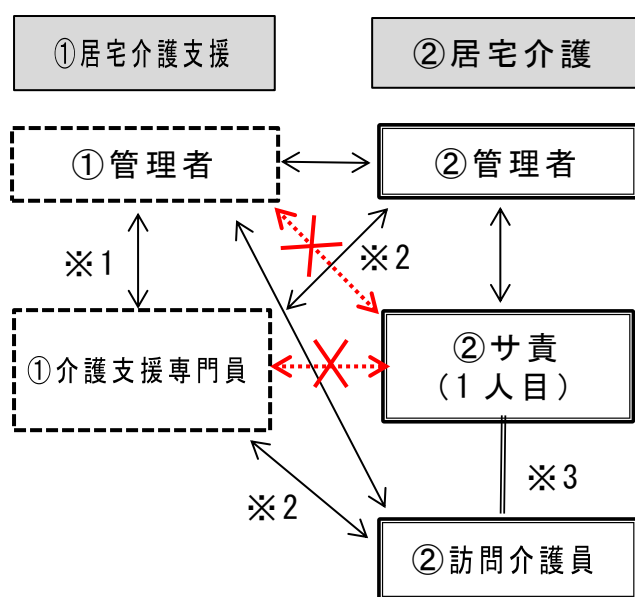 ①居宅介護支援
②居宅介護
①管理者
②管理者
※1
※2
①介護支援専門員
②サ責
(1人目)
※2
※3
②訪問介護員